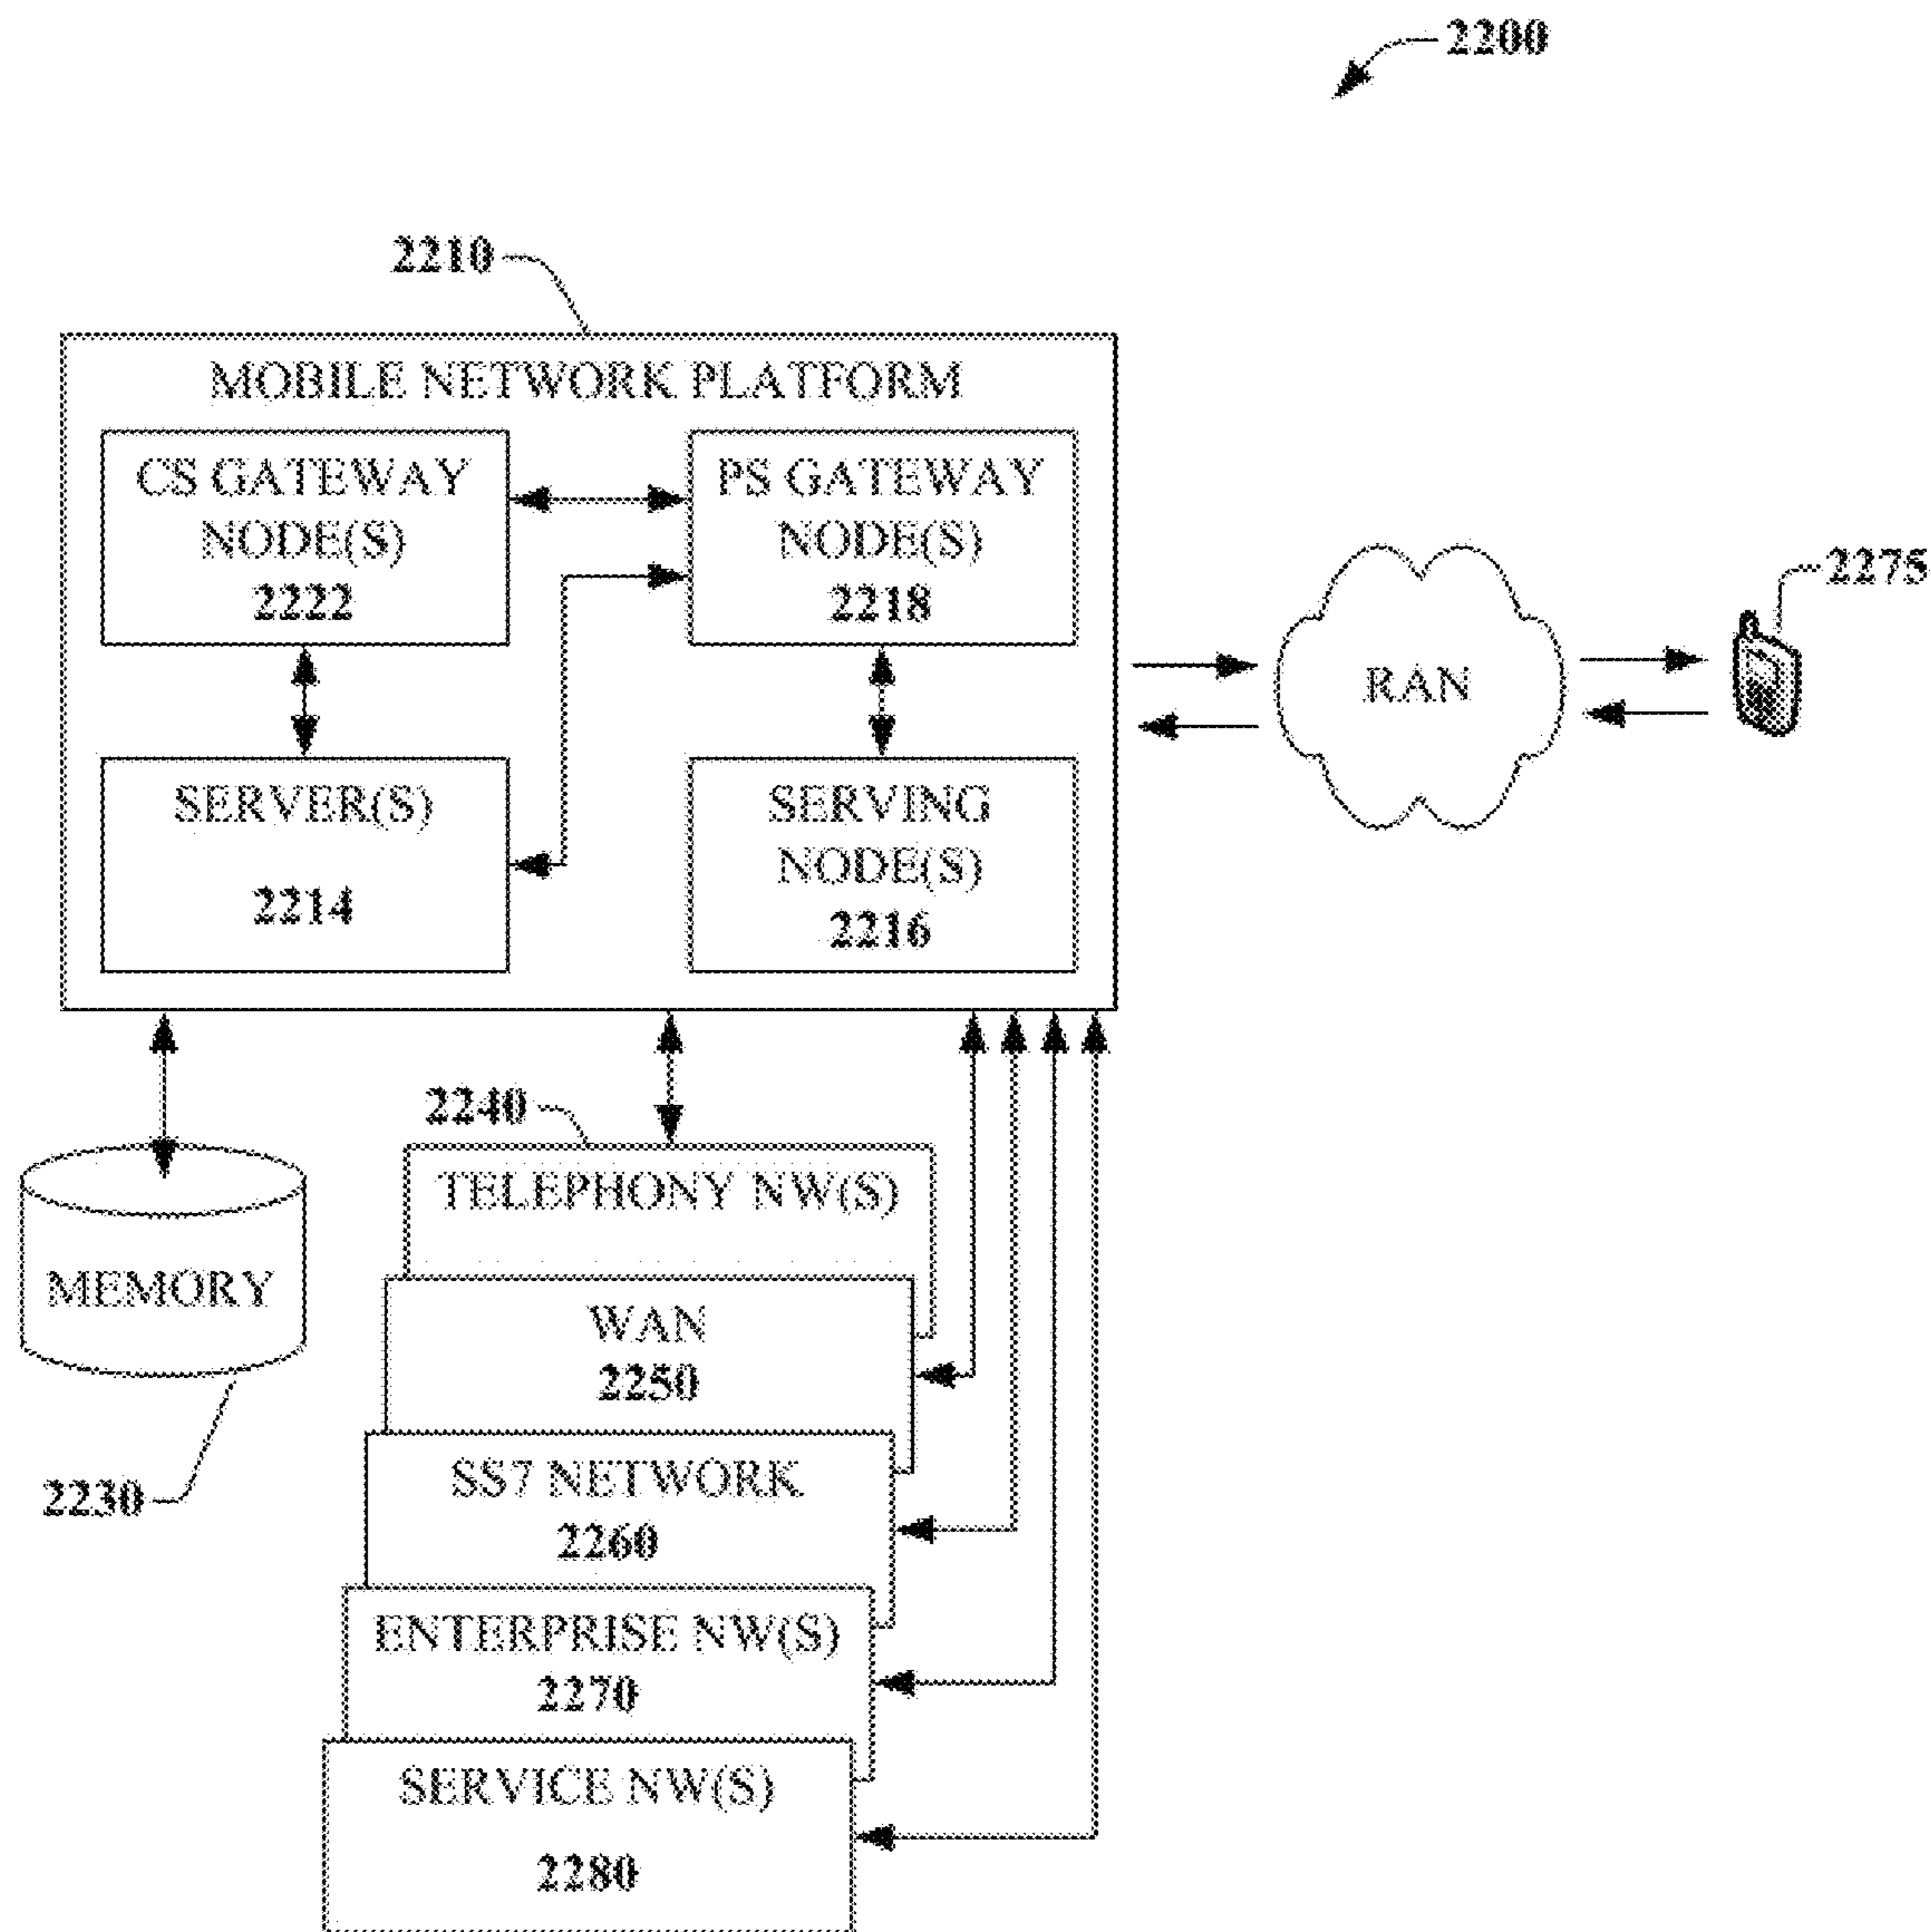 2200
2210
MOBILE NETWORK PLATFORM
CS GATEWAY
NODE(S)
2222
PS GATEWAY
NODE(S)
2218
SERVER(S)
2214
SERVING
NODE(S)
2216
RAN
2275
2240
TELEPHONY NW(S)
MEMORY
2230
WAN
2250
SS7 NETWORK
2260
ENTERPRISE NW(S)
2270
SERVICE NW(S)
2280